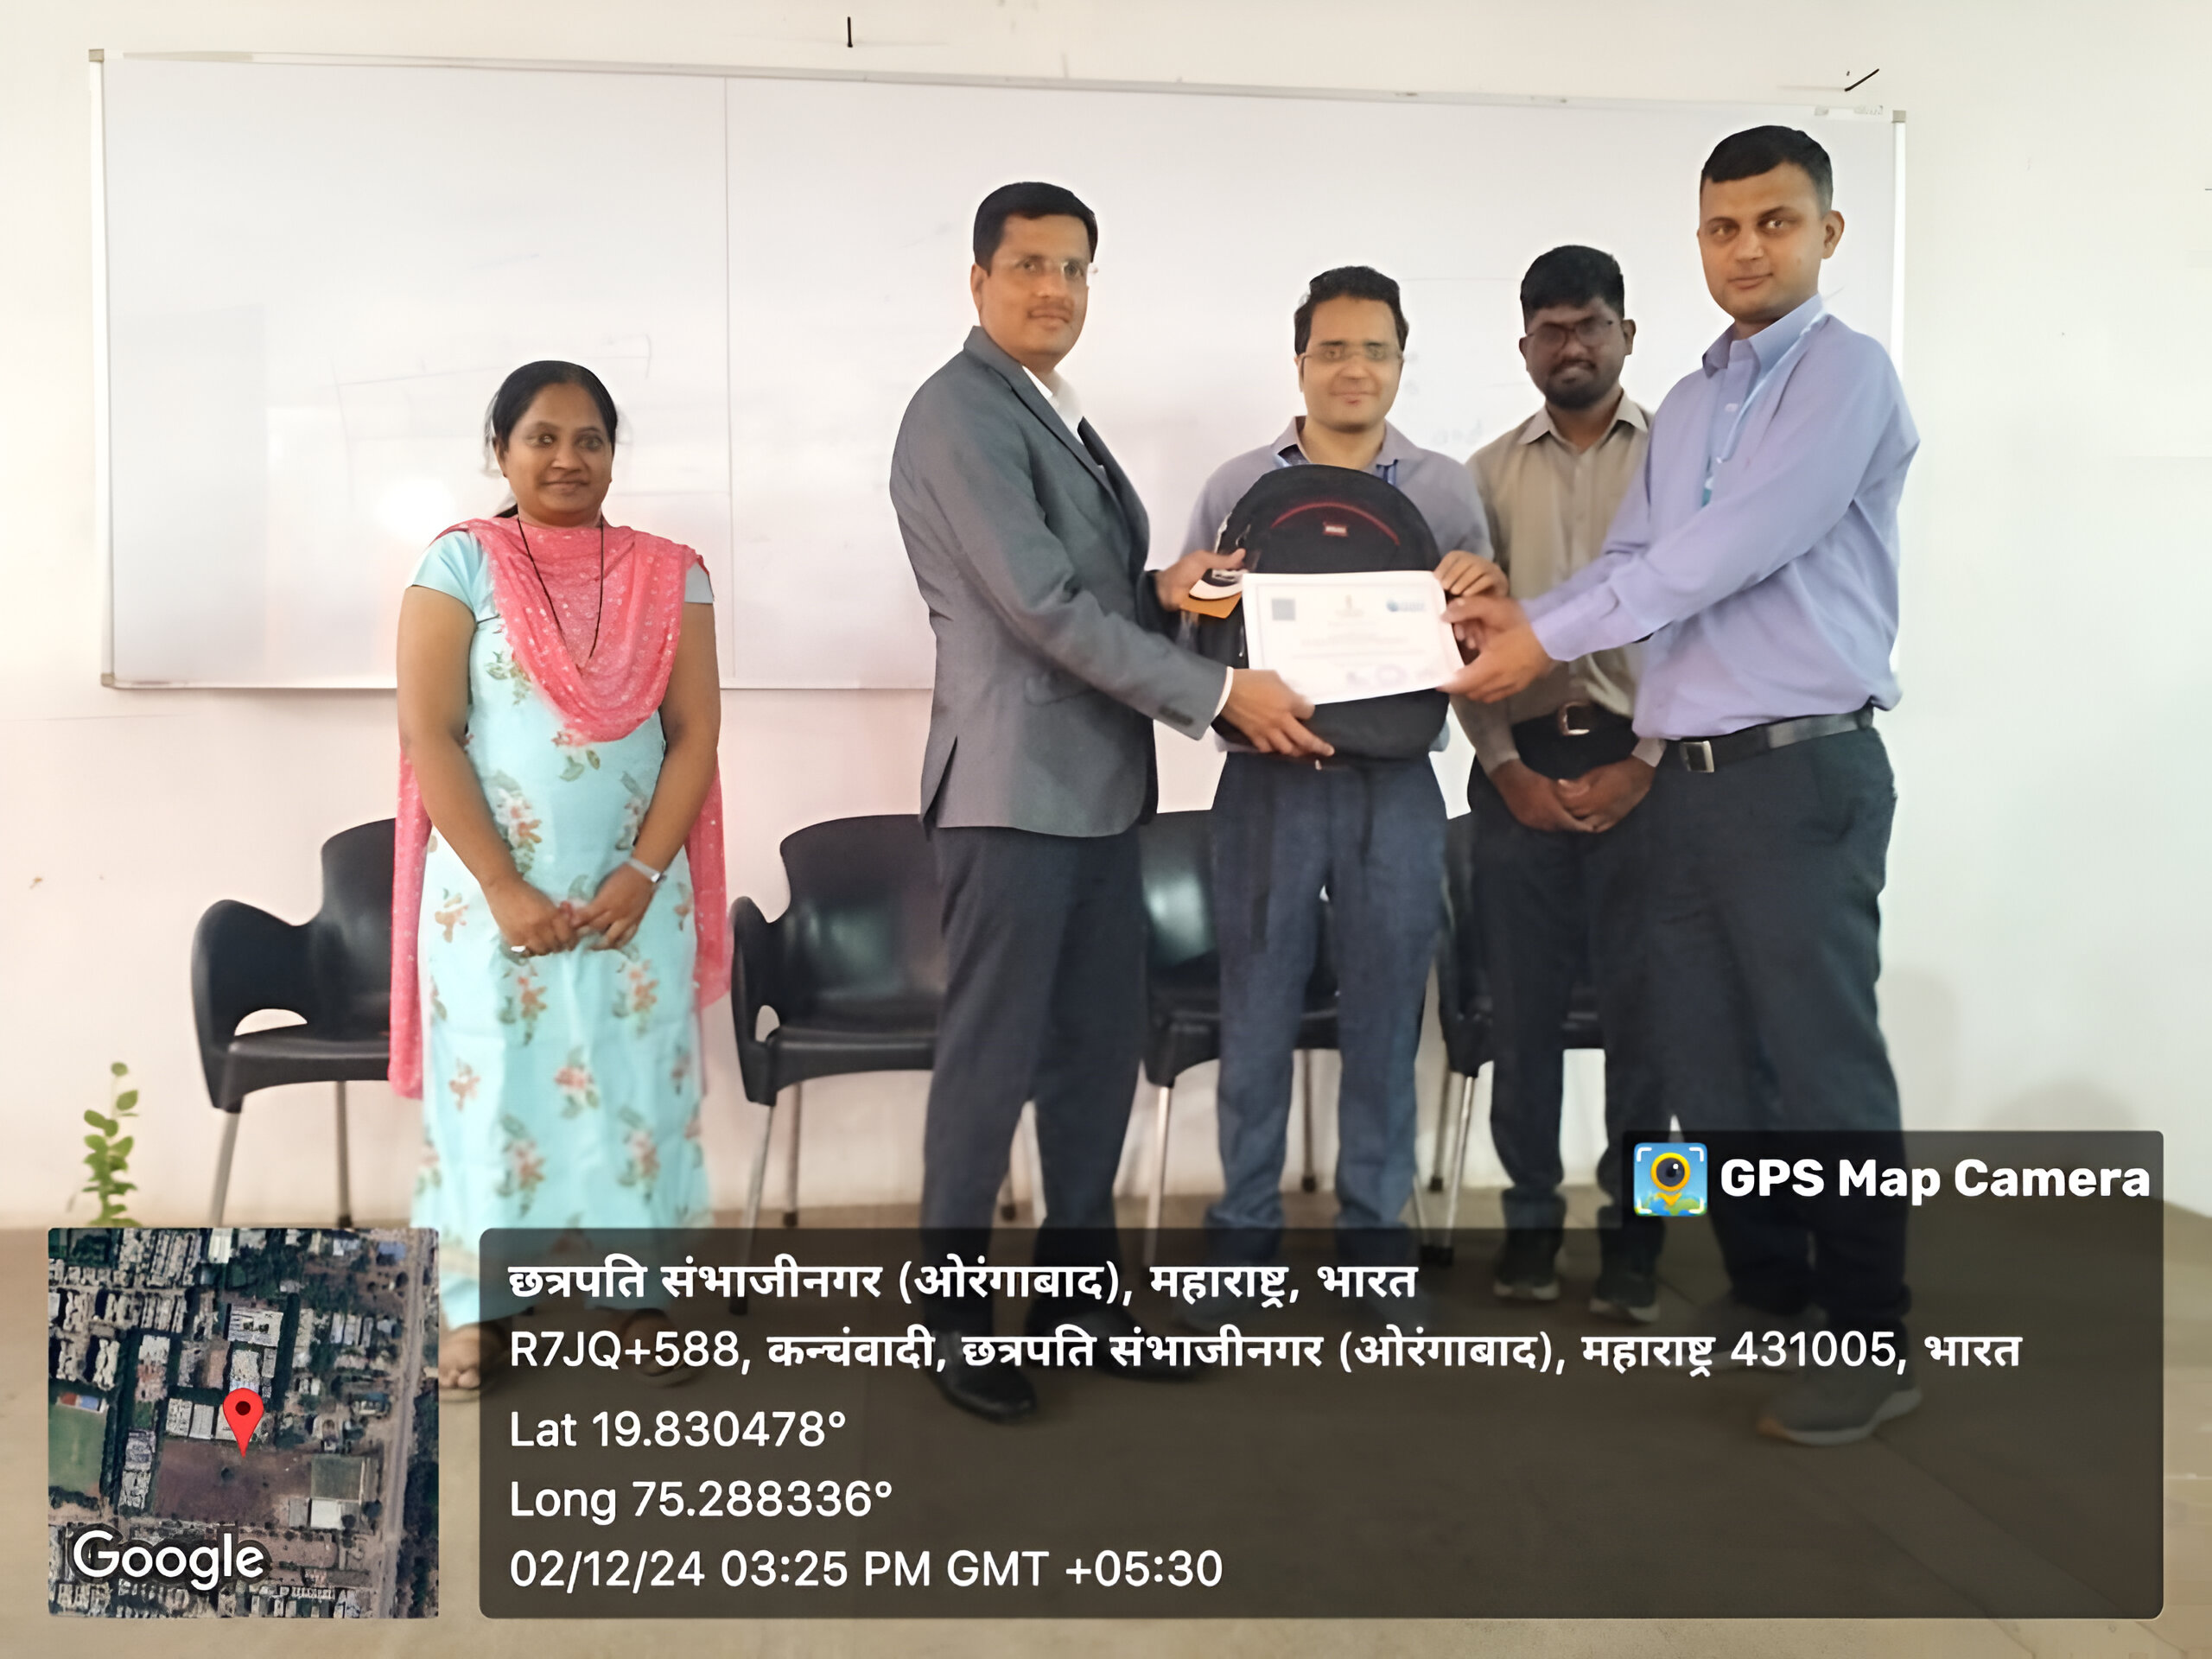 GPS Map Camera
छत्रपति संभाजीनगर (ओरंगाबाद), महाराष्ट्र, भारत
R7JQ+588, कन्चंवादी, छत्रपति संभाजीनगर (ओरंगाबाद), महाराष्ट्र 431005, भारत
Lat 19.830478°
Long 75.288336°
02/12/24 03:25 PM GMT +05:30
Google